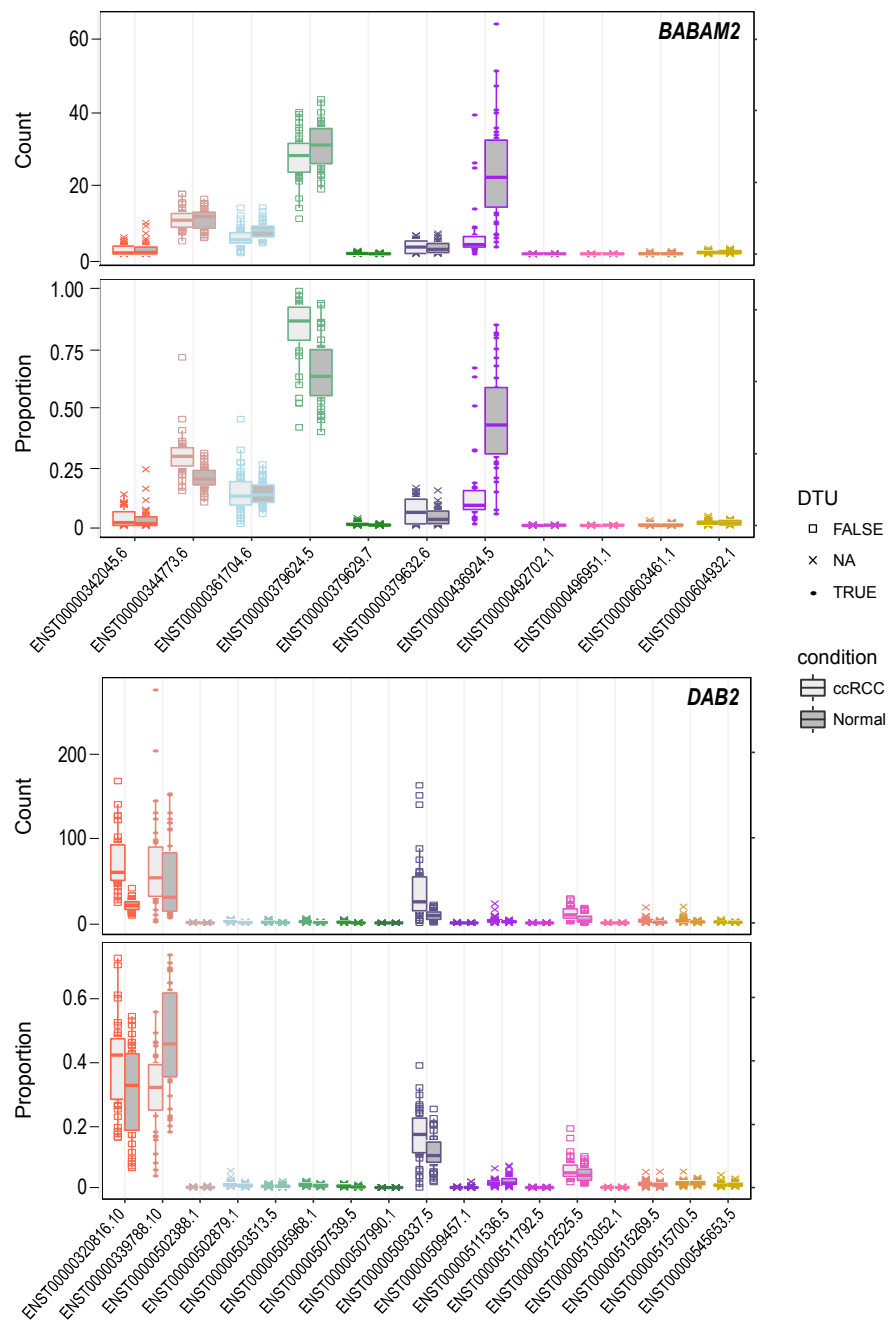 BABAM2
Count
60
40
20
0
Proportion
1.00
0.75
0.50
0.25
0
ENST00000342045.6
ENST00000344773.6
ENST00000361704.6
ENST00000379624.5
ENST00000379629.7
ENST00000379632.6
ENST00000436924.5
ENST00000492702.1
ENST00000496951.1
ENST00000603461.1
ENST00000604932.1
DTU
FALSE
NA
TRUE
condition
ccRCC
Normal
DAB2
Count
200
100
0
Proportion
0.6
0.4
0.2
0
ENST00000320816.10
ENST00000339788.10
ENST00000502388.1
ENST00000502879.1
ENST00000503513.5
ENST00000505968.1
ENST00000507539.5
ENST00000507990.1
ENST00000509337.5
ENST00000509457.1
ENST00000511536.5
ENST00000511792.5
ENST00000512525.5
ENST00000513052.1
ENST00000515269.5
ENST00000515700.5
ENST00000545653.5